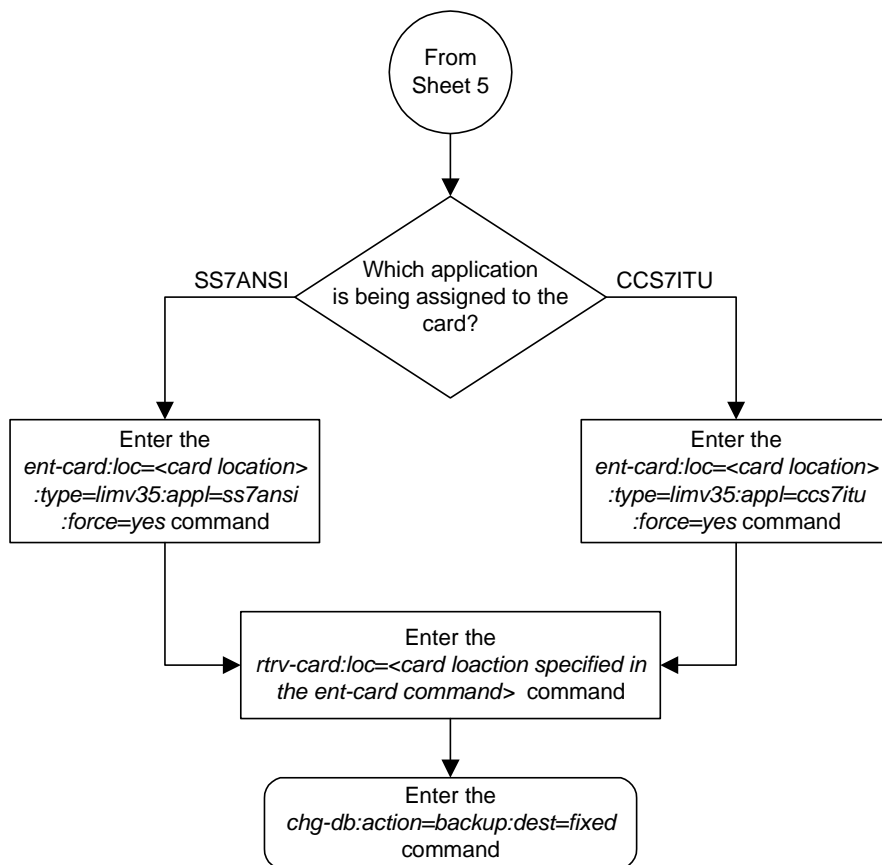 From
Sheet 5
Which application
is being assigned to the
card?
SS7ANSI
CCS7ITU
Enter the
ent-card:loc=<card location>
:type=limv35:appl=ss7ansi
:force=yes command
Enter the
ent-card:loc=<card location>
:type=limv35:appl=ccs7itu
:force=yes command
Enter the
rtrv-card:loc=<card loaction specified in
the ent-card command> command
Enter the
chg-db:action=backup:dest=fixed
command